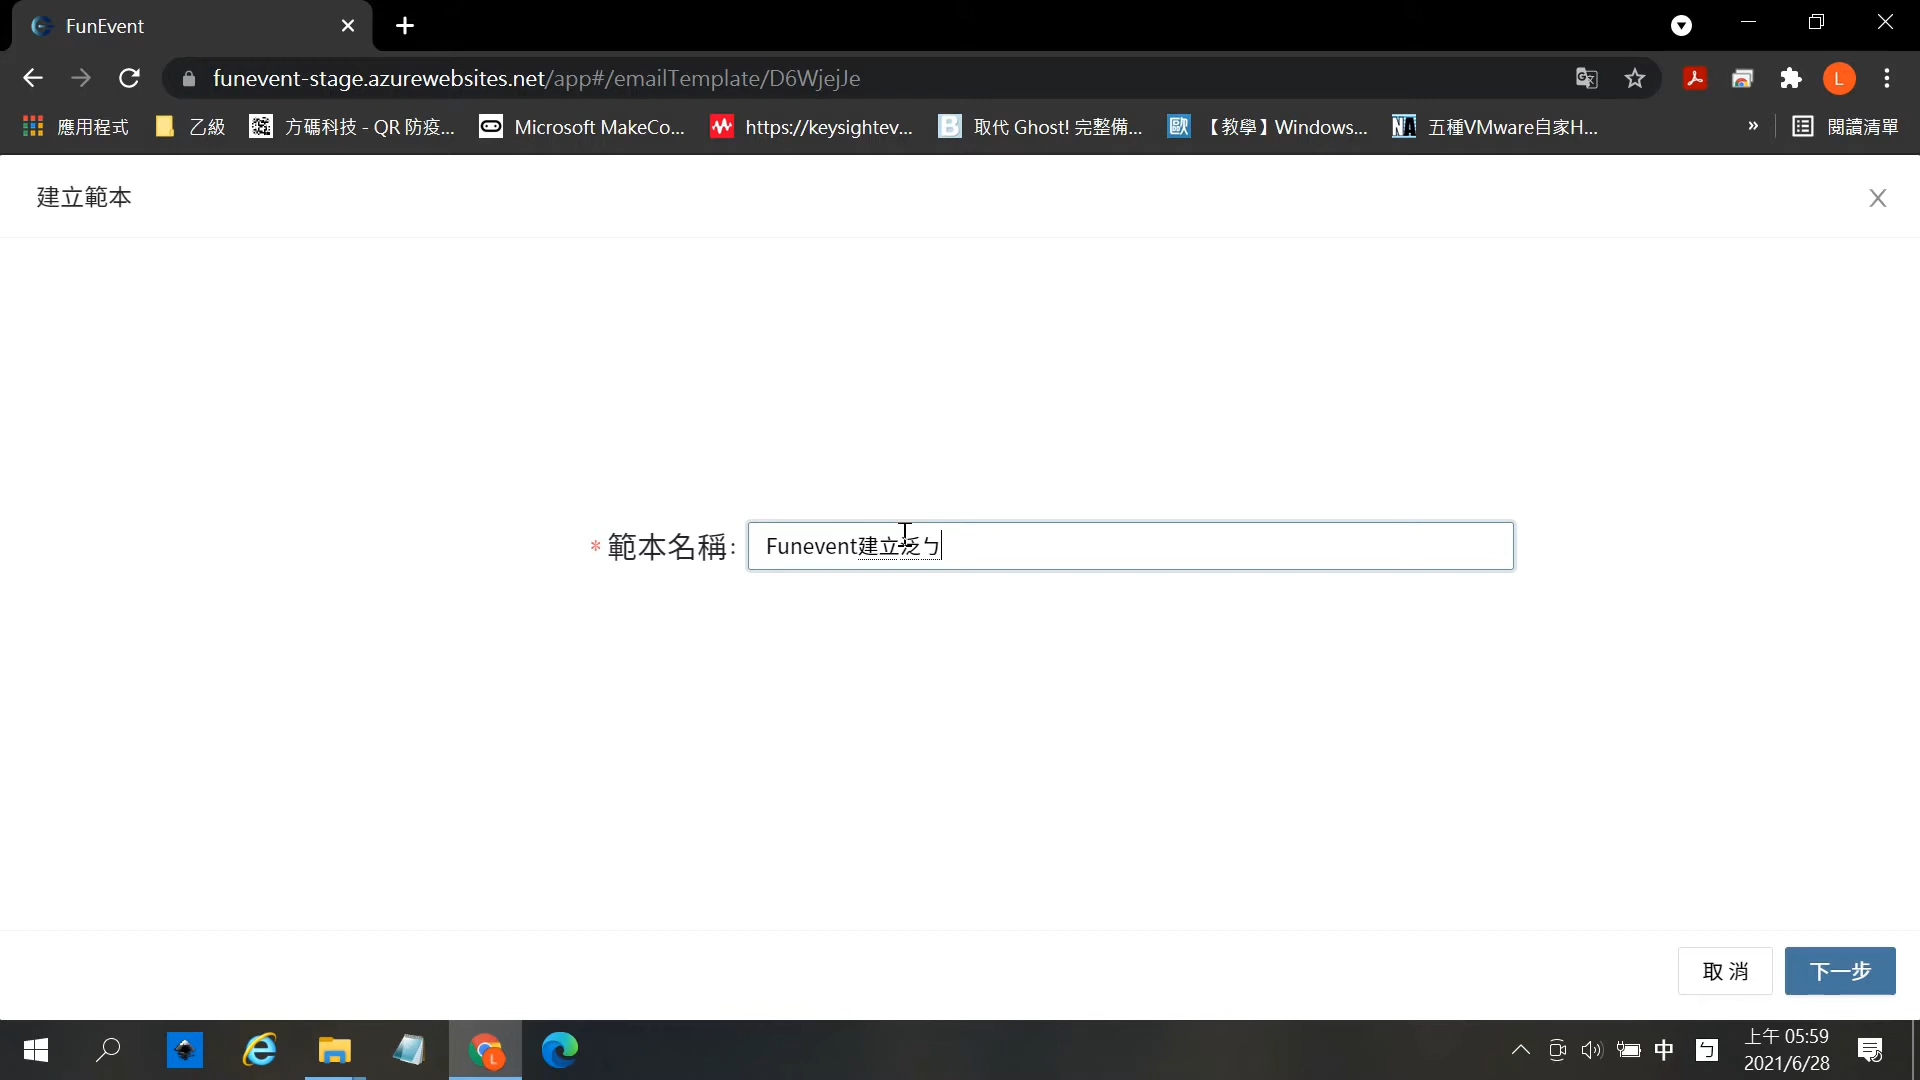 FunEvent
funevent-stage.azurewebsites.net/app#/emailTemplate/D6WjejJe
L
應用程式 乙級 方碼科技 - QR 防疫... Microsoft MakeCo... https://keysightev... 取代 Ghost! 完整備... 【教學】Windows... 五種VMware自家H... » 閱讀清單
建立範本
* 範本名稱: Funevent建立泛ㄅ
取 消 下一步
中 ㄅ 上午 05:59
2021/6/28